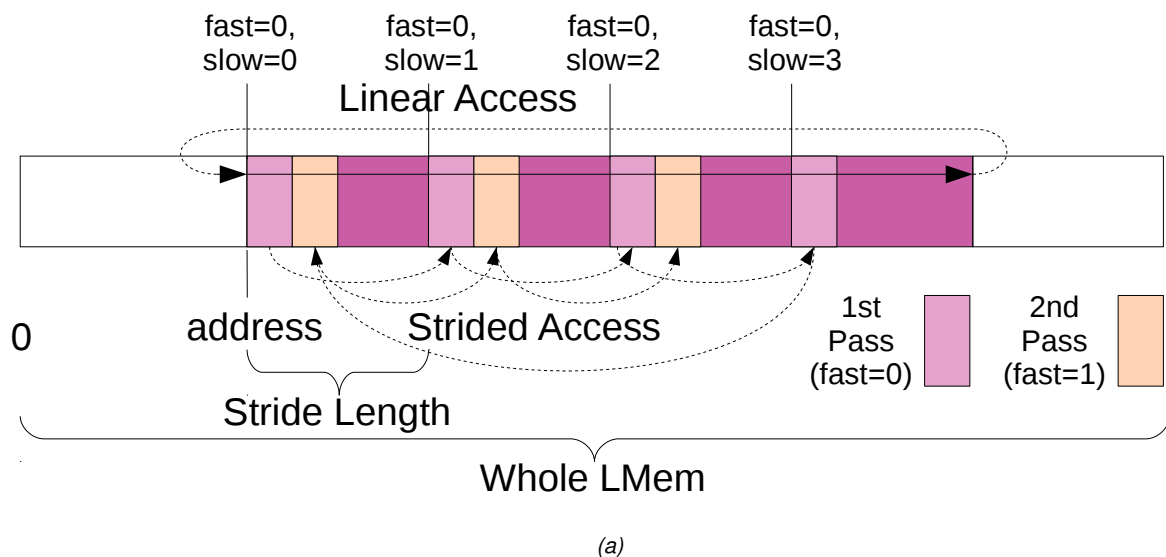 fast=0,
slow=0
fast=0,
slow=1
fast=0,
slow=2
fast=0,
slow=3
Linear Access
0
address
Strided Access
1st
Pass
(fast=0)
2nd
Pass
(fast=1)
Stride Length
Whole LMem
(a)